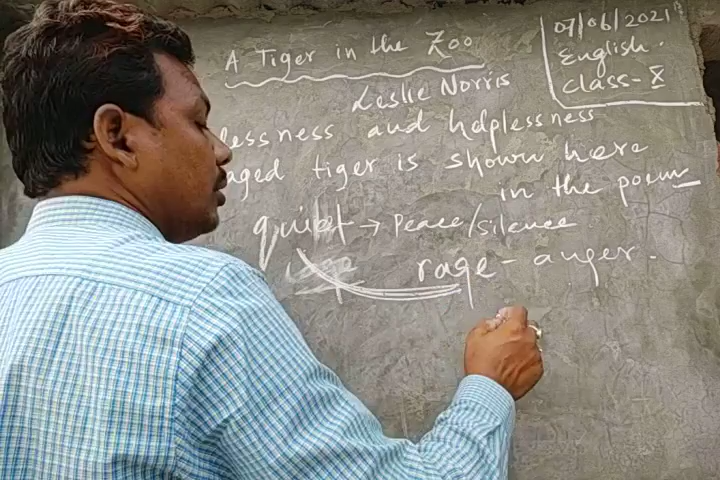 A Tiger in the Zoo
07/06/2021
English.
class- X
Leslie Norris
lessness and helplessness
aged tiger is shown here
in the poem
quiet → Peace/silence
rage - anger.